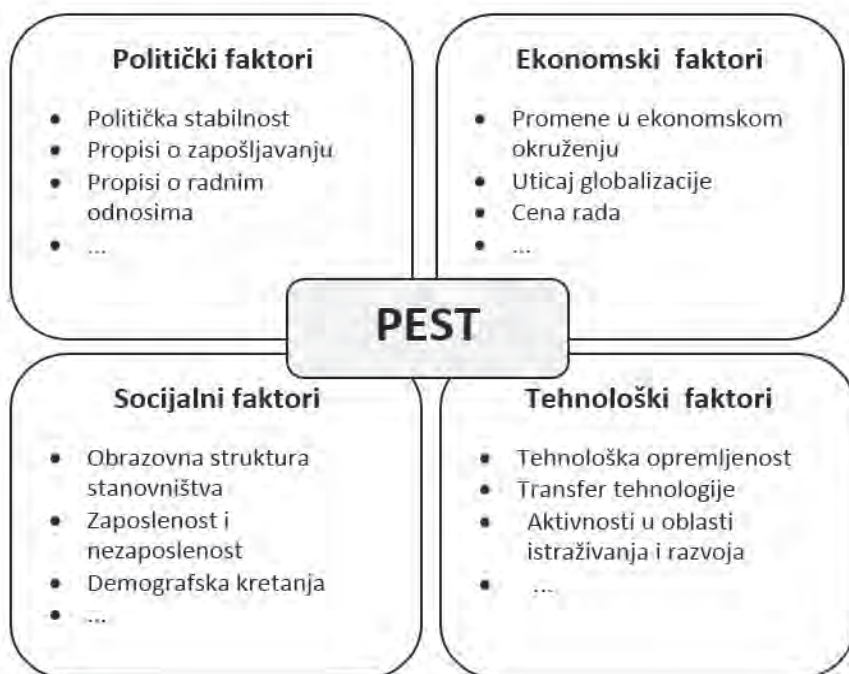 Politički faktori
• Politička stabilnost
• Propisi o zapošljavanju
• Propisi o radnim
odnosima
• ...
Ekonomski faktori
• Promene u ekonomskom
okruženju
• Uticaj globalizacije
• Cena rada
• ...
PEST
Socijalni faktori
• Obrazovna struktura
stanovništva
• Zaposlenost i
nezaposlenost
• Demografska kretanja
• ...
Tehnološki faktori
• Tehnološka opremljenost
• Transfer tehnologije
• Aktivnosti u oblasti
istraživanja i razvoja
• ...